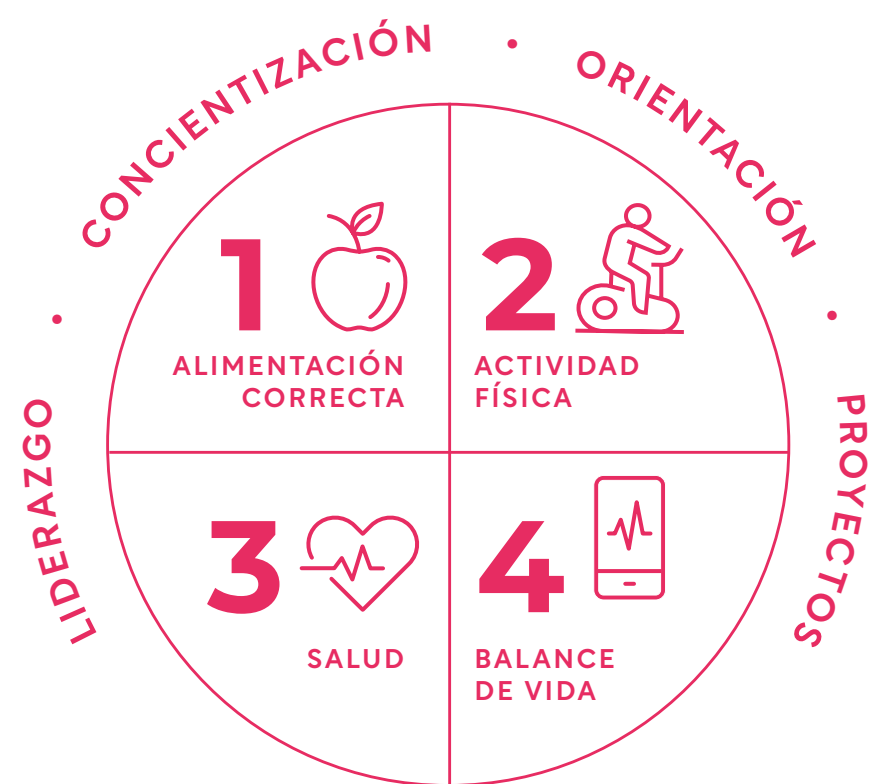 LIDERAZGO • CONCIENTIZACIÓN • ORIENTACIÓN • PROYECTOS
1
ALIMENTACIÓN
CORRECTA
2
ACTIVIDAD
FÍSICA
3
SALUD
4
BALANCE
DE VIDA